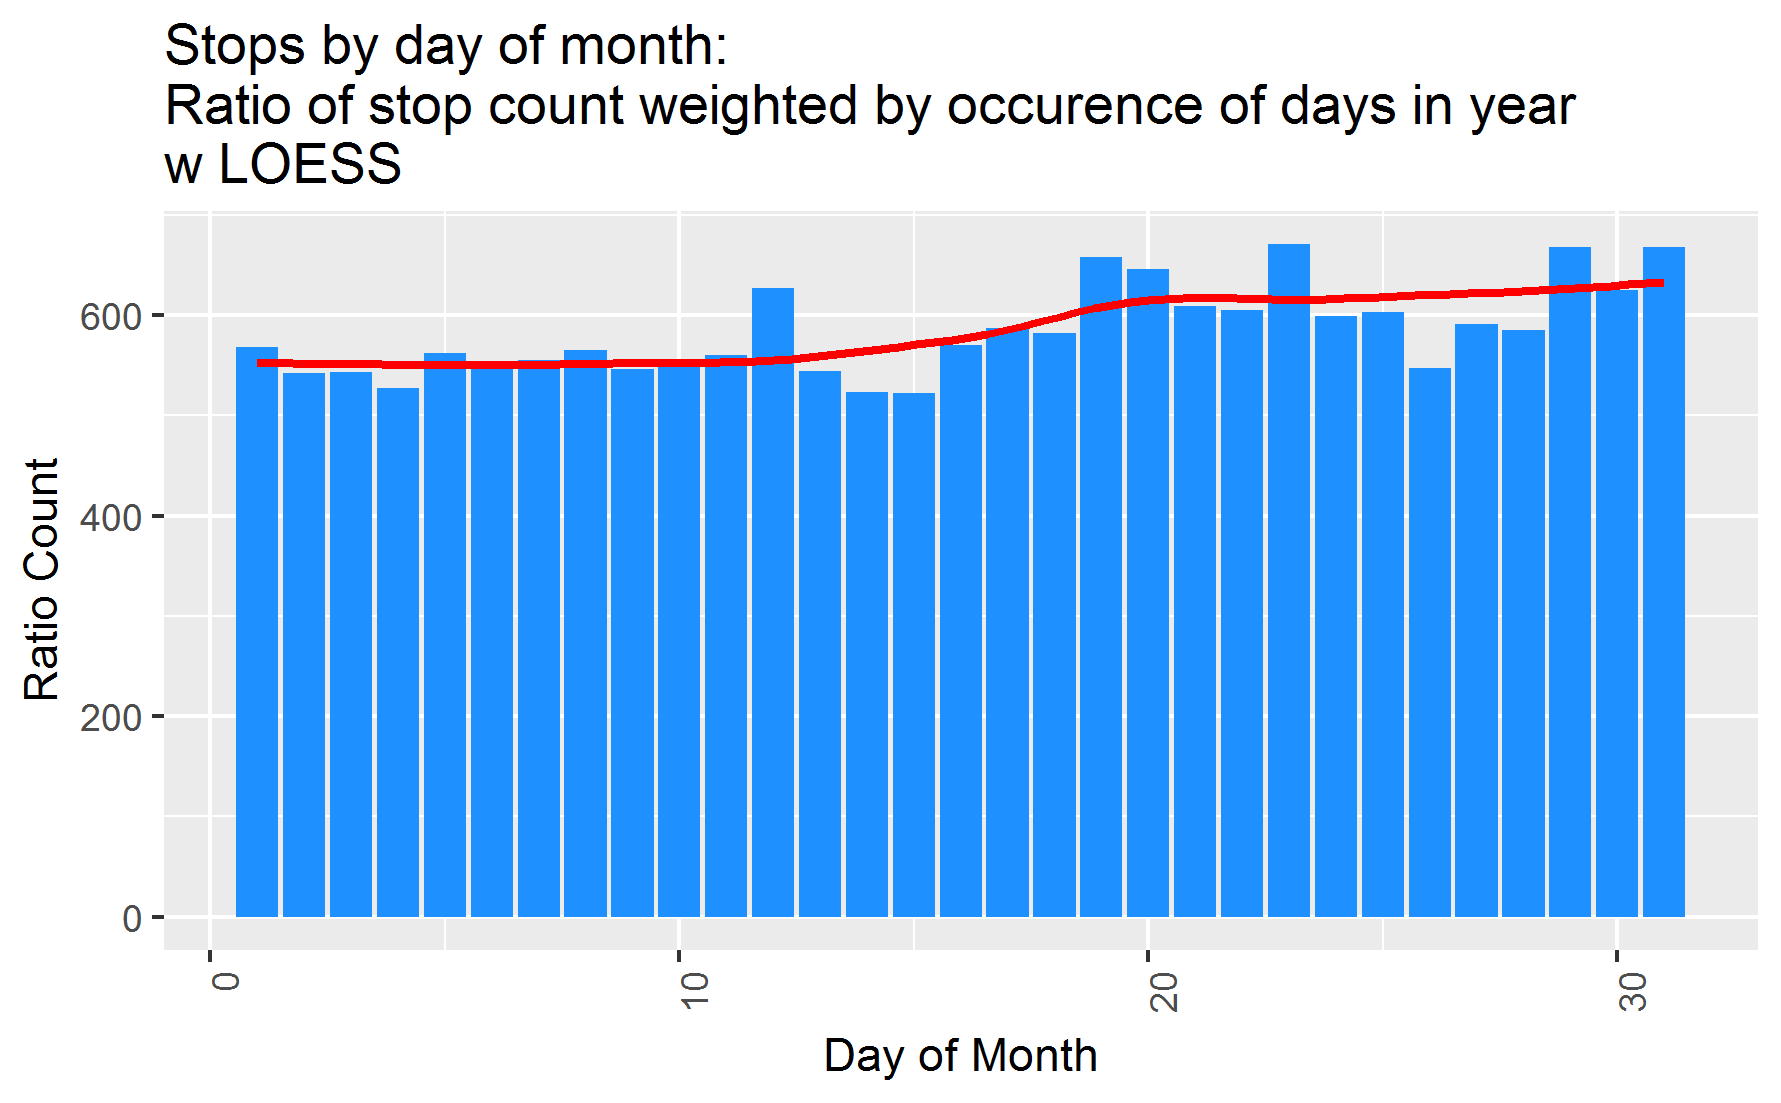 Stops by day of month:
Ratio of stop count weighted by occurence of days in year
w LOESS
Ratio Count
600
400
200
0
0
10
20
30
Day of Month